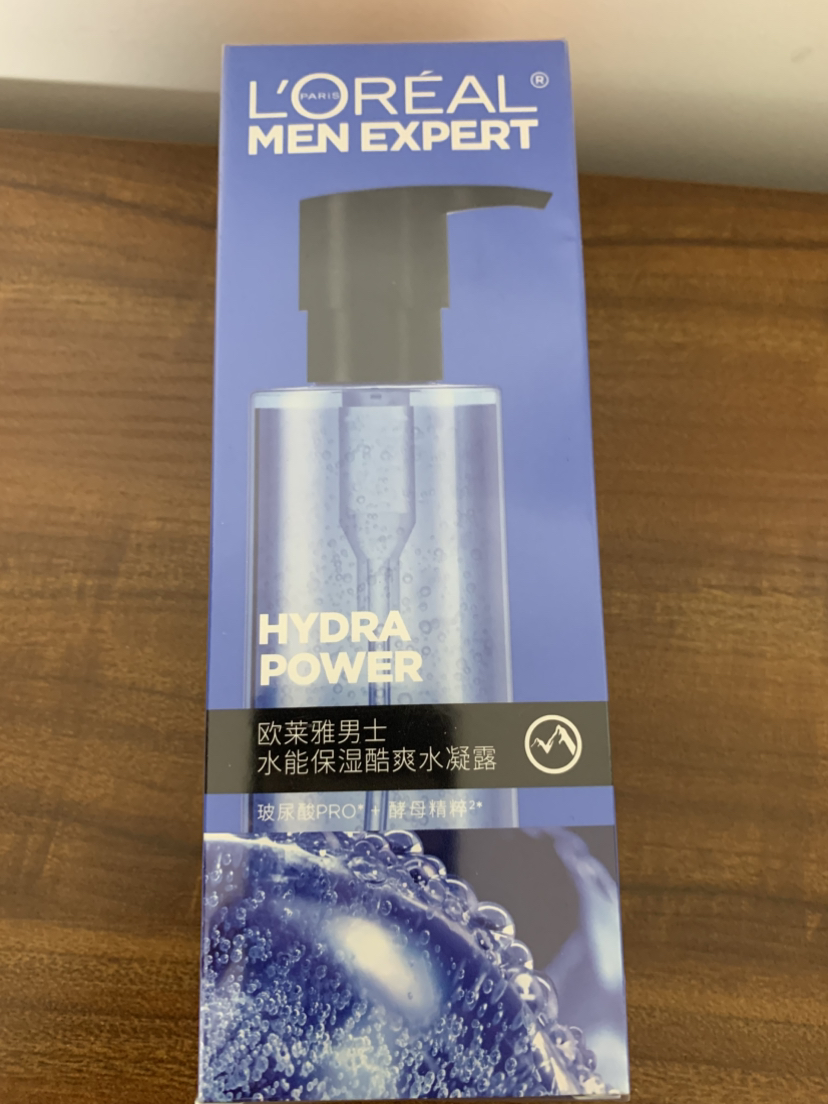 L'ORÉAL®
PARIS
MEN EXPERT
HYDRA
POWER
欧莱雅男士
水能保湿酷爽水凝露
玻尿酸PRO* + 酵母精粹²*